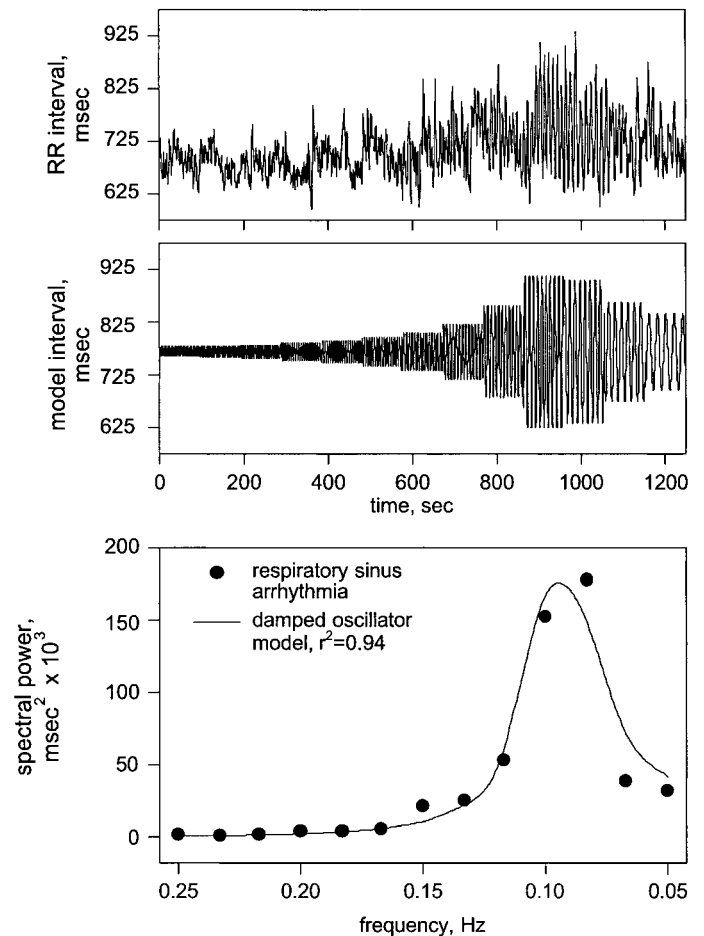 925
825
725
625
RR interval,
msec
925
825
725
625
model interval,
msec
0
200
400
600
800
1000
1200
time, sec
200
150
100
50
0
spectral power,
msec² x 10³
respiratory sinus
arrhythmia
damped oscillator
model, r²=0.94
0.25
0.20
0.15
0.10
0.05
frequency, Hz